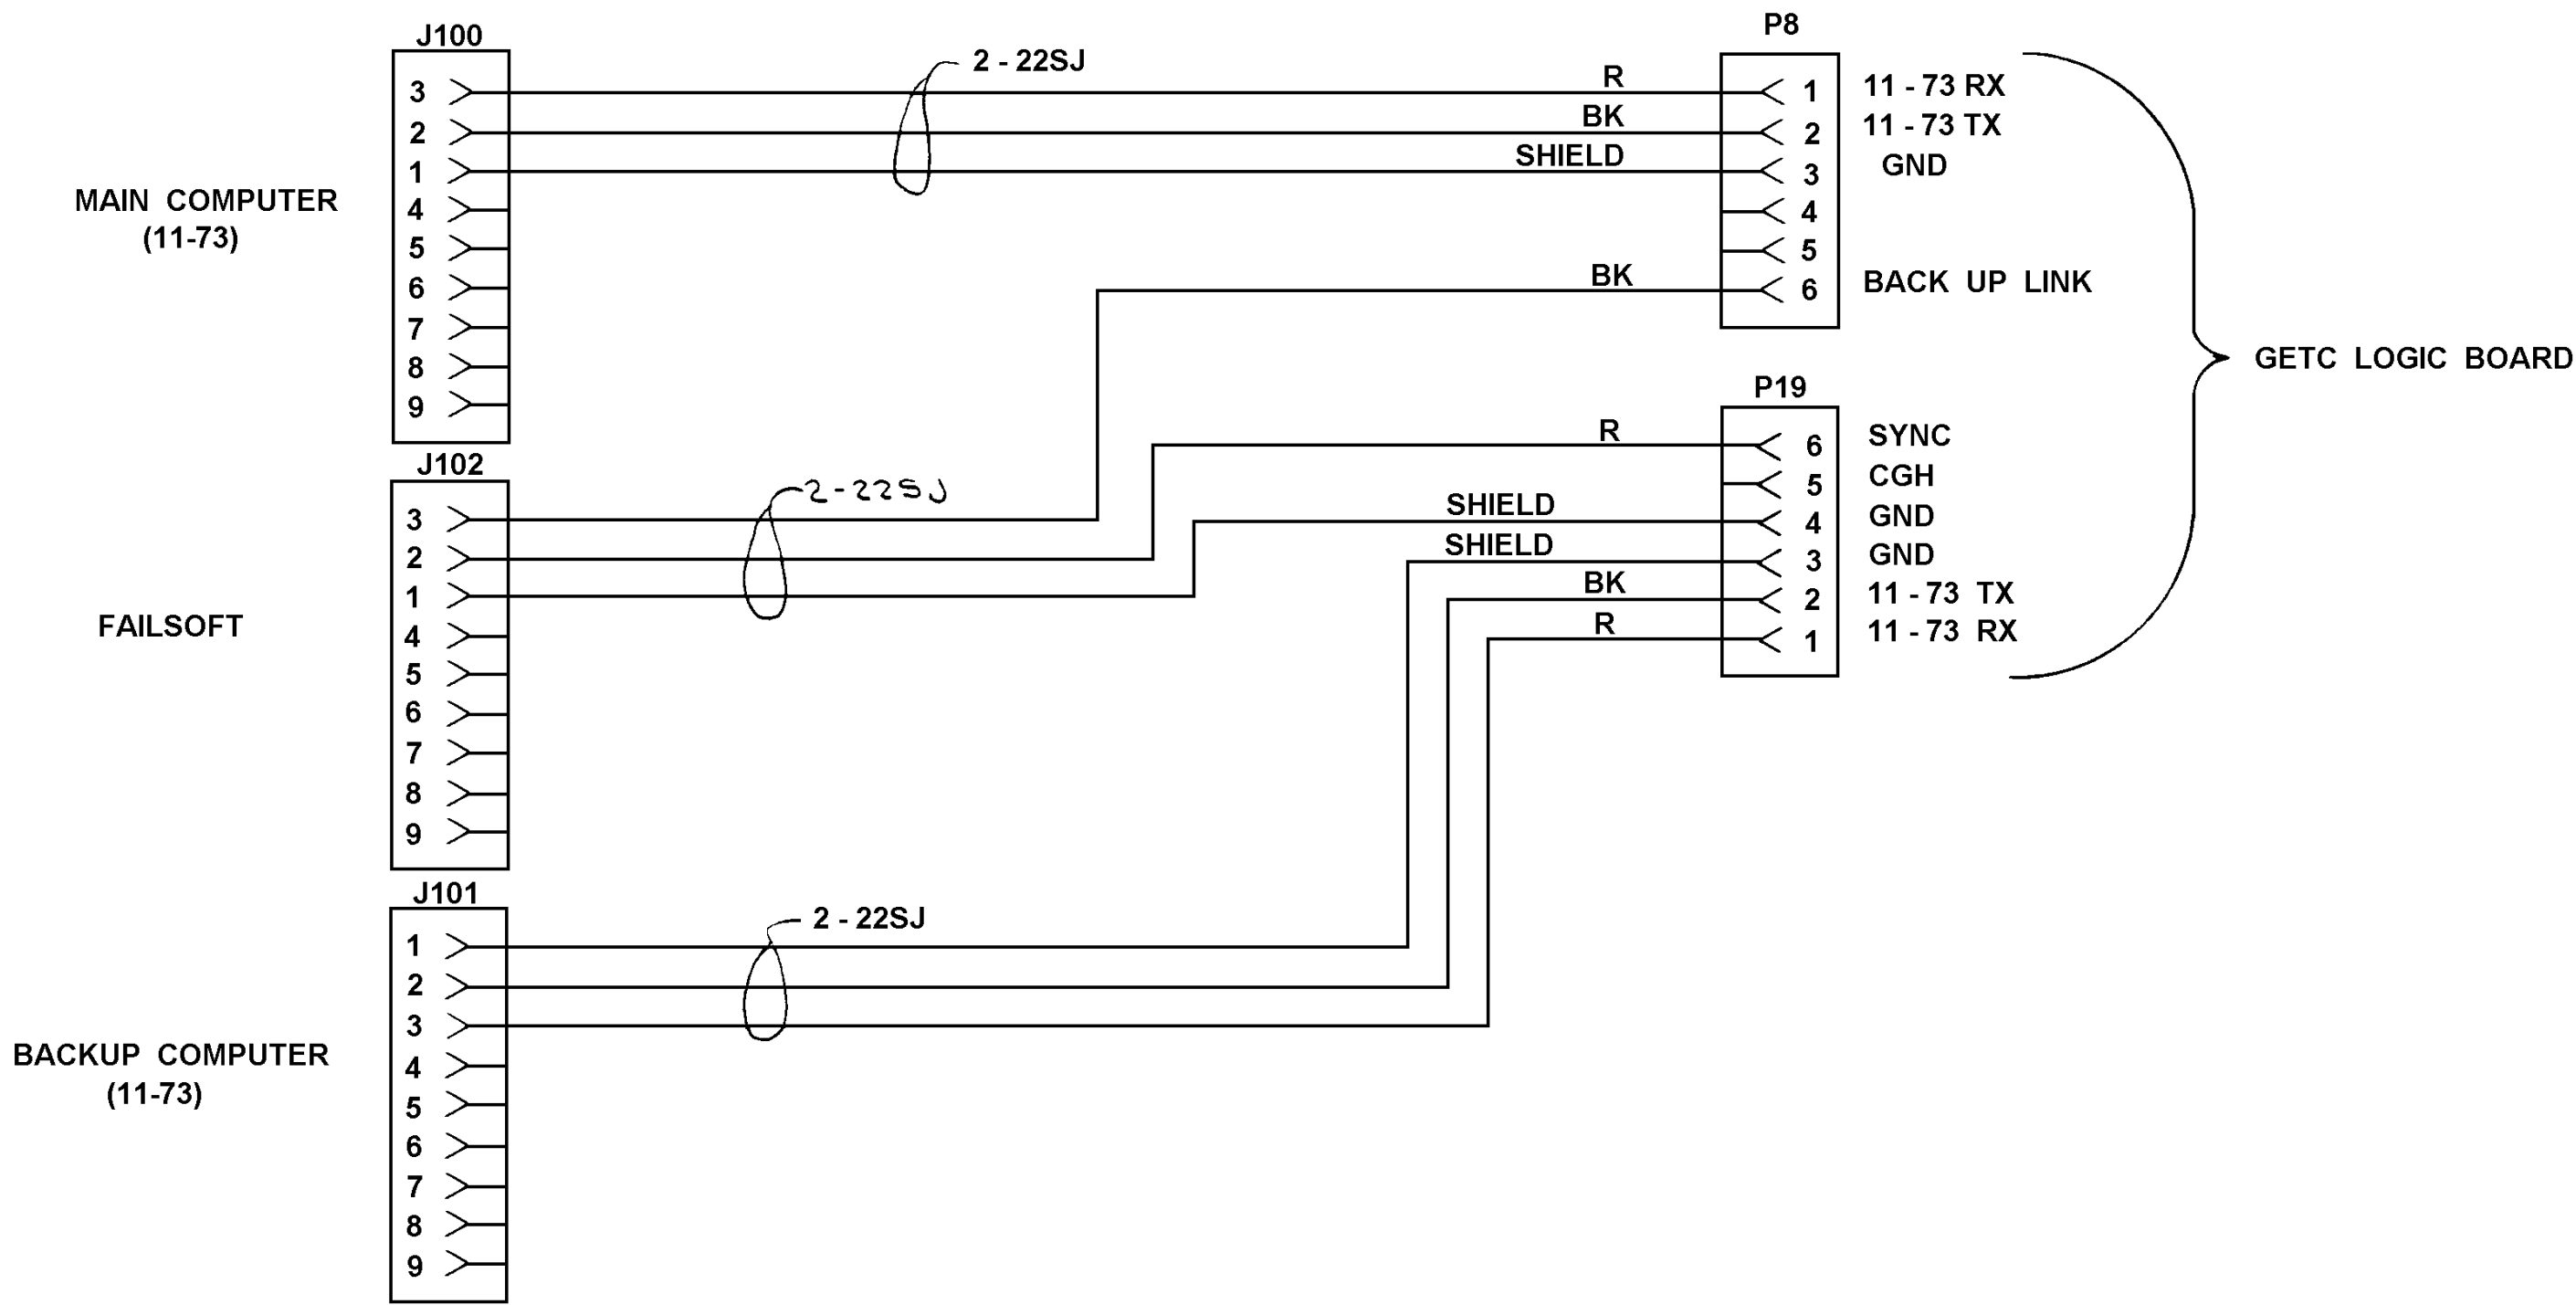 J100
3
2
1
4
5
6
7
8
9
MAIN COMPUTER
(11-73)
2 - 22SJ
R
BK
SHIELD
BK
P8
1 11 - 73 RX
2 11 - 73 TX
3 GND
4
5
6 BACK UP LINK
GETC LOGIC BOARD
J102
3
2
1
4
5
6
7
8
9
FAILSOFT
2-22SJ
R
SHIELD
SHIELD
BK
R
P19
6 SYNC
5 CGH
4 GND
3 GND
2 11 - 73 TX
1 11 - 73 RX
J101
1
2
3
4
5
6
7
8
9
BACKUP COMPUTER
(11-73)
2 - 22SJ